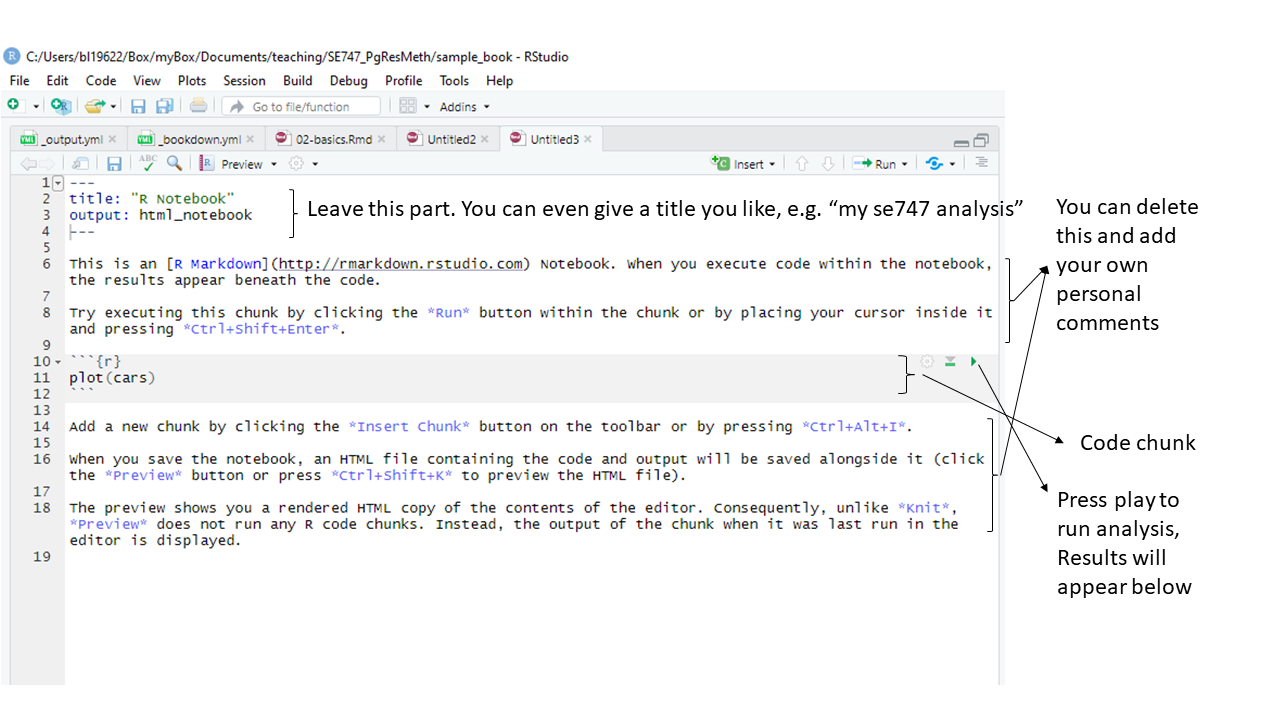 C:/Users/bl19622/Box/myBox/Documents/teaching/SE747_PgResMeth/sample_book - RStudio
File Edit Code View Plots Session Build Debug Profile Tools Help
Go to file/function Addins
_output.yml _bookdown.yml 02-basics.Rmd Untitled2 Untitled3
ABC Preview Insert Run
1 ---
2 title: "R Notebook"
3 output: html_notebook
4 ---
Leave this part. You can even give a title you like, e.g. “my se747 analysis”
5
6 This is an [R Markdown](http://rmarkdown.rstudio.com) Notebook. When you execute code within the notebook,
the results appear beneath the code.
7
8 Try executing this chunk by clicking the *Run* button within the chunk or by placing your cursor inside it
and pressing *Ctrl+Shift+Enter*.
9
10 ```{r}
11 plot(cars)
12 ```
13
14 Add a new chunk by clicking the *Insert Chunk* button on the toolbar or by pressing *Ctrl+Alt+I*.
15
16 When you save the notebook, an HTML file containing the code and output will be saved alongside it (click
the *Preview* button or press *Ctrl+Shift+K* to preview the HTML file).
17
18 The preview shows you a rendered HTML copy of the contents of the editor. Consequently, unlike *Knit*,
*Preview* does not run any R code chunks. Instead, the output of the chunk when it was last run in the
editor is displayed.
19
You can delete
this and add
your own
personal
comments
Code chunk
Press play to
run analysis,
Results will
appear below